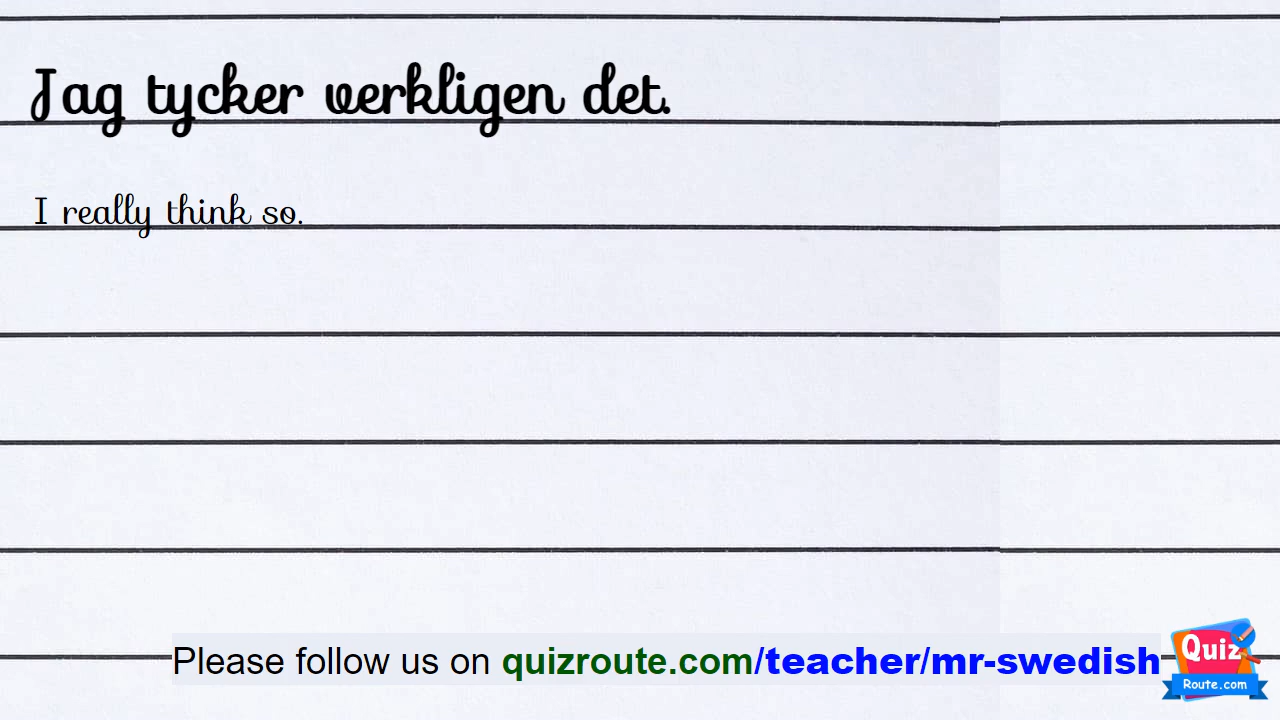 Jag tycker verkligen det.
I really think so.
Please follow us on quizroute.com/teacher/mr-swedish
Quiz
Route.com